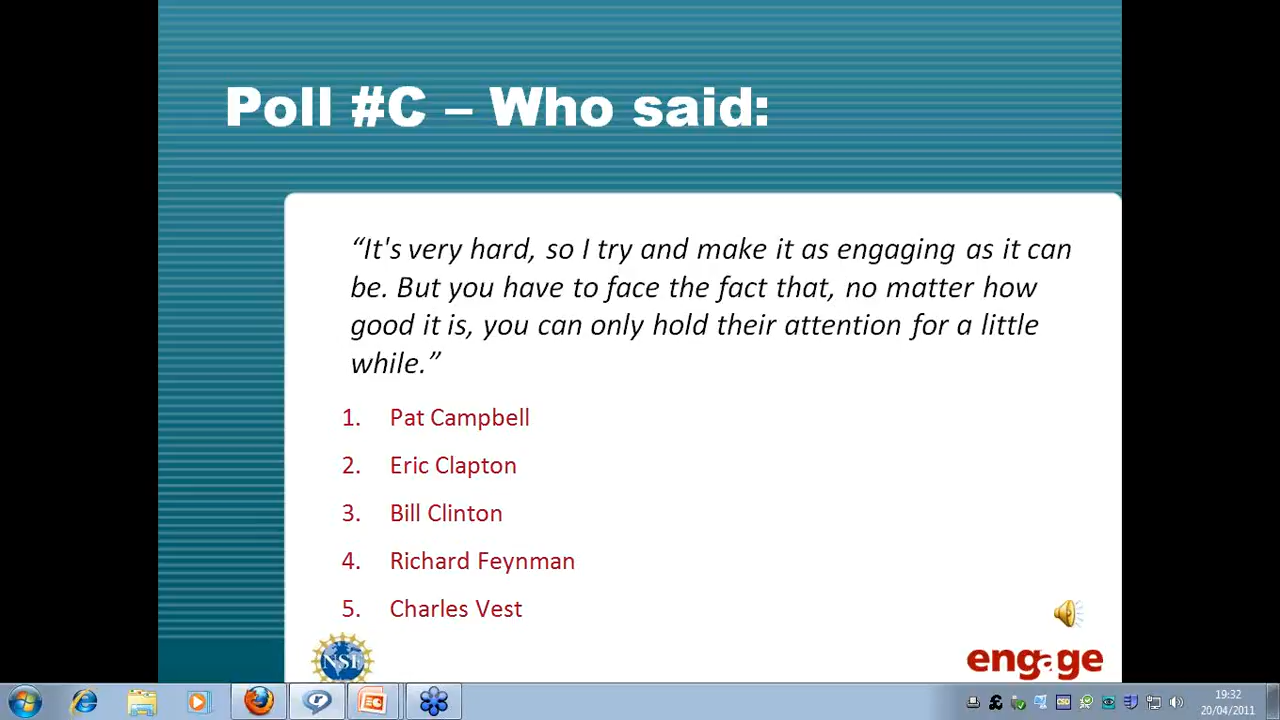 Poll #C – Who said:
“It's very hard, so I try and make it as engaging as it can
be. But you have to face the fact that, no matter how
good it is, you can only hold their attention for a little
while.”
1. Pat Campbell
2. Eric Clapton
3. Bill Clinton
4. Richard Feynman
5. Charles Vest
NSF
engage
19:32
20/04/2011